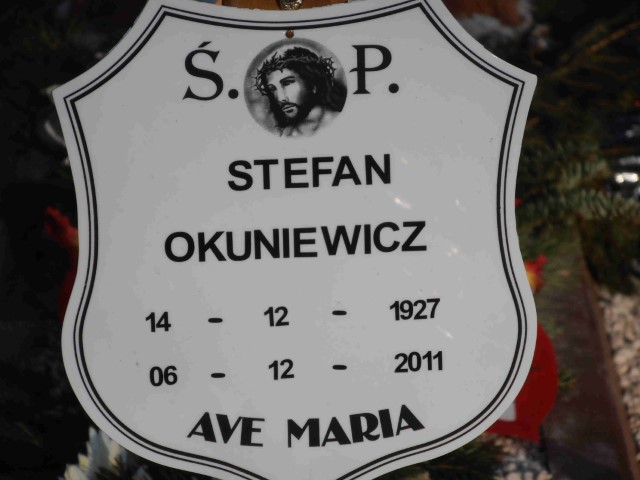 Ś. P.
STEFAN
OKUNIEWICZ
14 - 12 - 1927
06 - 12 - 2011
AVE MARIA